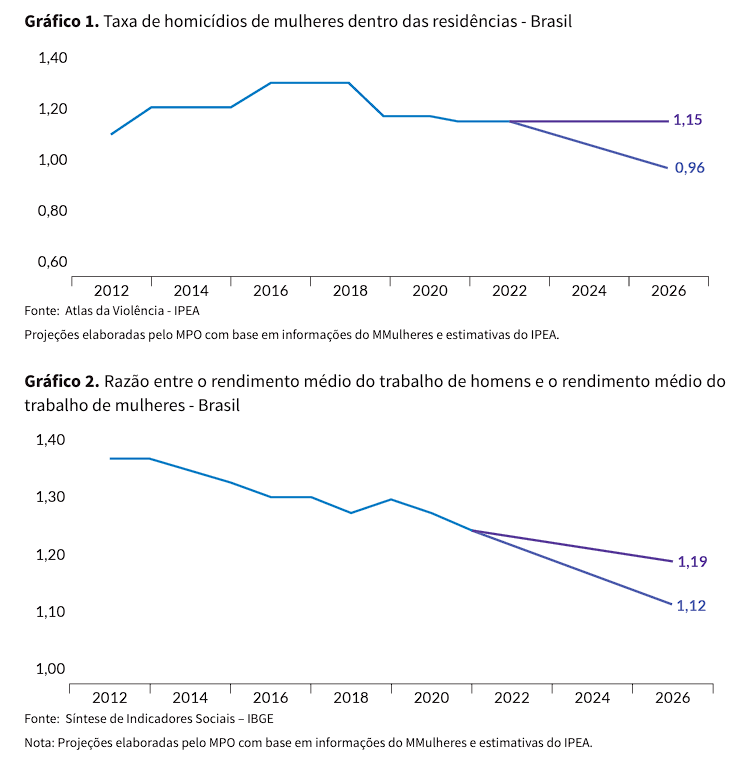 Gráfico 1. Taxa de homicídios de mulheres dentro das residências - Brasil
1,40
1,20
1,00
0,80
0,60
1,15
0,96
2012 2014 2016 2018 2020 2022 2024 2026
Fonte: Atlas da Violência - IPEA
Projeções elaboradas pelo MPO com base em informações do MMulheres e estimativas do IPEA.
Gráfico 2. Razão entre o rendimento médio do trabalho de homens e o rendimento médio do
trabalho de mulheres - Brasil
1,40
1,30
1,20
1,10
1,00
1,19
1,12
2012 2014 2016 2018 2020 2022 2024 2026
Fonte: Síntese de Indicadores Sociais – IBGE
Nota: Projeções elaboradas pelo MPO com base em informações do MMulheres e estimativas do IPEA.